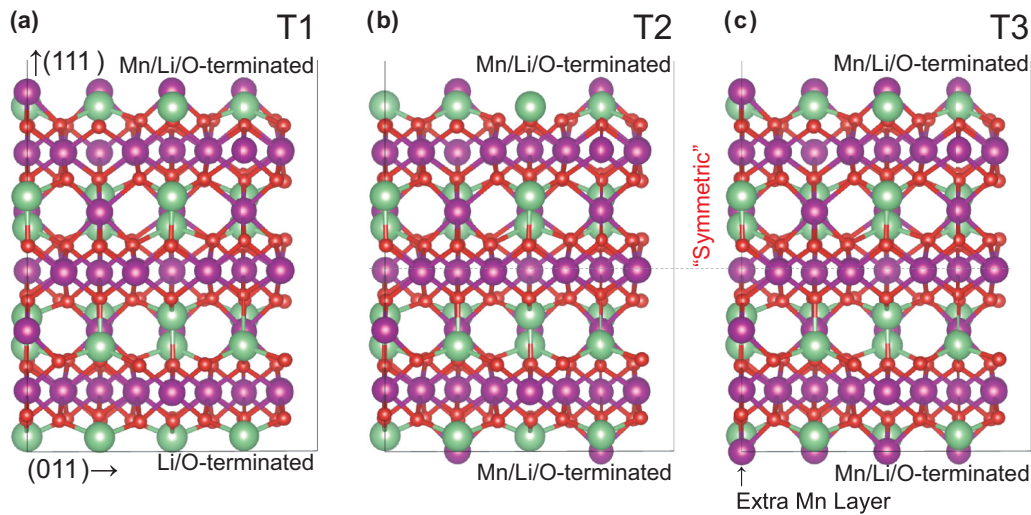 (a) T1
↑(111)
Mn/Li/O-terminated
(011)→
Li/O-terminated
(b) T2
Mn/Li/O-terminated
Mn/Li/O-terminated
"Symmetric"
(c) T3
Mn/Li/O-terminated
Mn/Li/O-terminated
↑
Extra Mn Layer